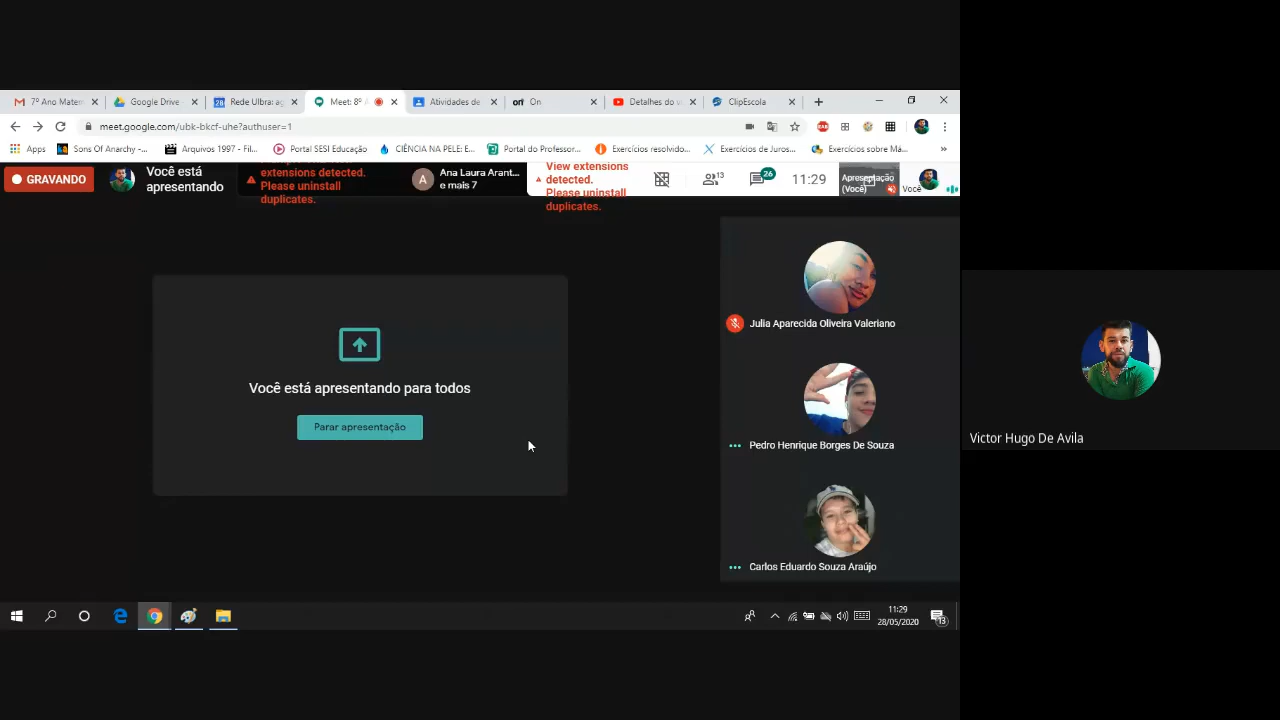 7º Ano Matem
Google Drive
28 Rede Ulbra: ag
Meet: 8º A
Atividades de
On
Detalhes do v
ClipEscola
meet.google.com/ubk-bkcf-uhe?authuser=1
Apps
Sons Of Anarchy -...
Arquivos 1997 - Fil...
Portal SESI Educação
CIÊNCIA NA PELE: E...
Portal do Professor...
Exercícios resolvido...
Exercícios de Juros...
Exercícios sobre Má...
GRAVANDO
Você está
apresentando
extensions detected.
Please uninstall
duplicates.
A
Ana Laura Arant...
e mais 7
View extensions
detected.
Please uninstall
duplicates.
13
26
11:29
Apresentação
(Você)
Você
Julia Aparecida Oliveira Valeriano
Você está apresentando para todos
Parar apresentação
Pedro Henrique Borges De Souza
Victor Hugo De Avila
Carlos Eduardo Souza Araújo
11:29
28/05/2020
13